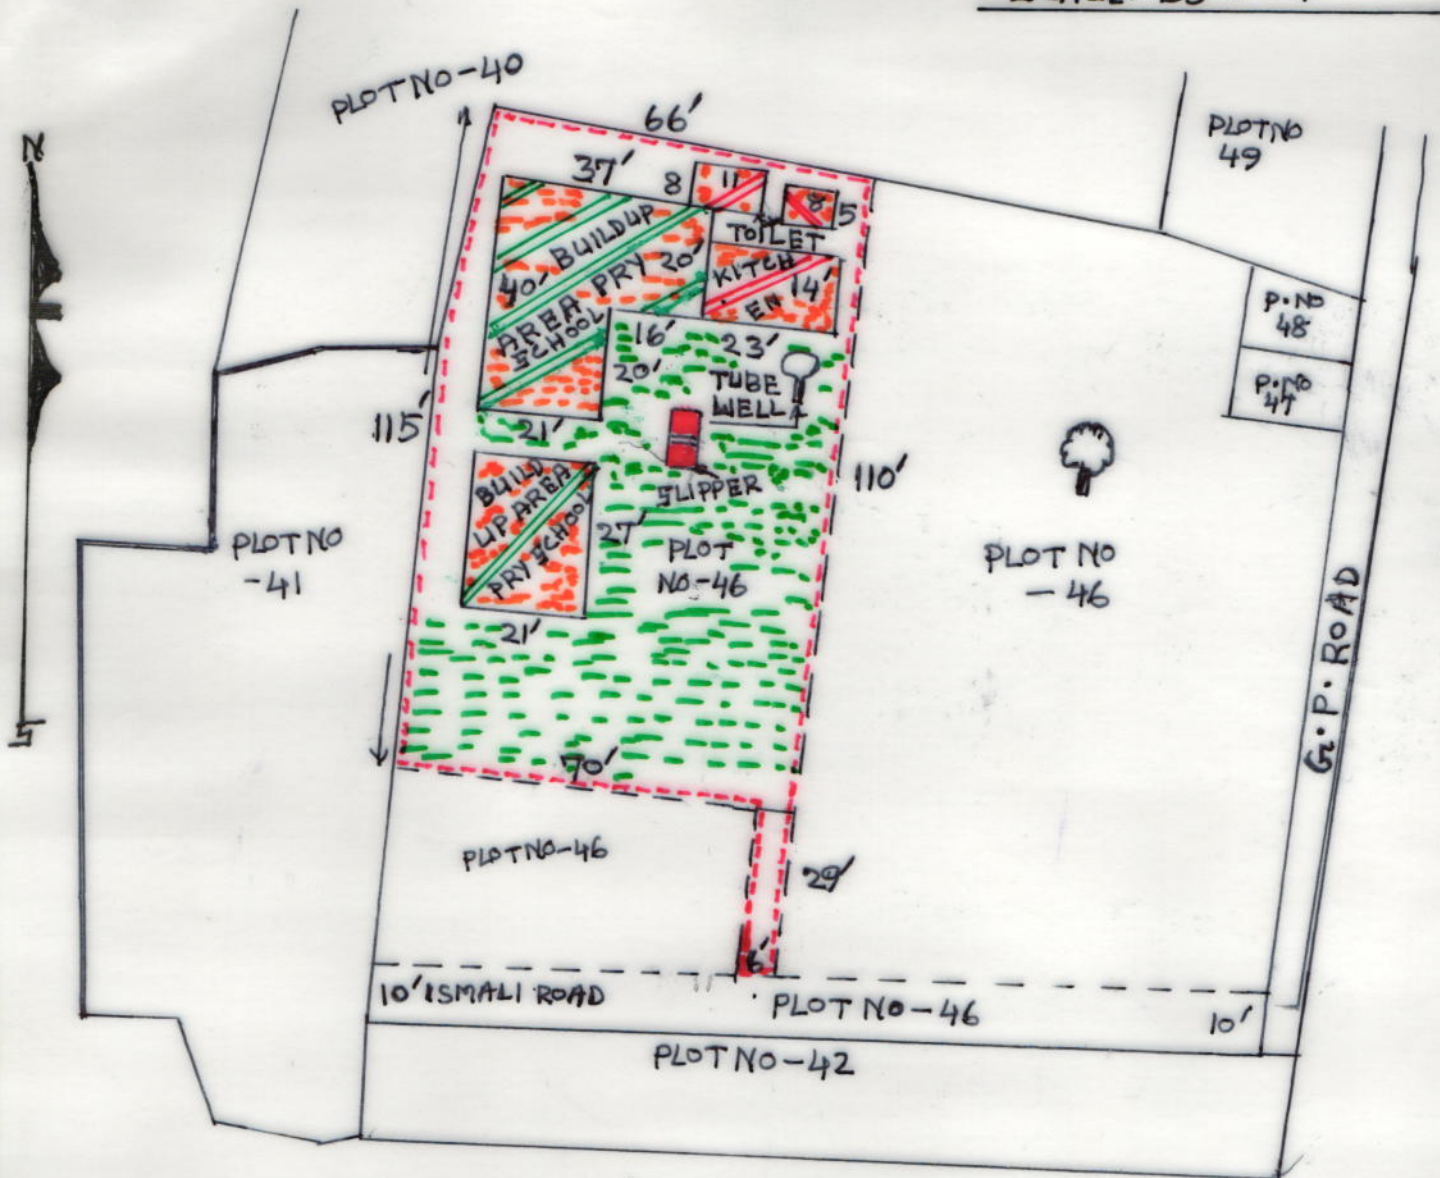 PLOT NO-40
66'
PLOT NO
49
N
37'
8
11
8
5
TOILET
BUILDUP
AREA PRY
SCHOOL
40'
20'
KITCH
EN
14'
P.NO
48
16'
23'
20'
TUBE
WELL
P.NO
47
115'
21'
110'
SLIPPER
BUILD
UP AREA
PRY SCHOOL
27'
PLOT
NO-46
PLOT NO
-41
PLOT NO
-46
21'
G.P. ROAD
S
70'
PLOT NO-46
29'
6'
10' ISMALI ROAD
PLOT NO-46
10'
PLOT NO-42